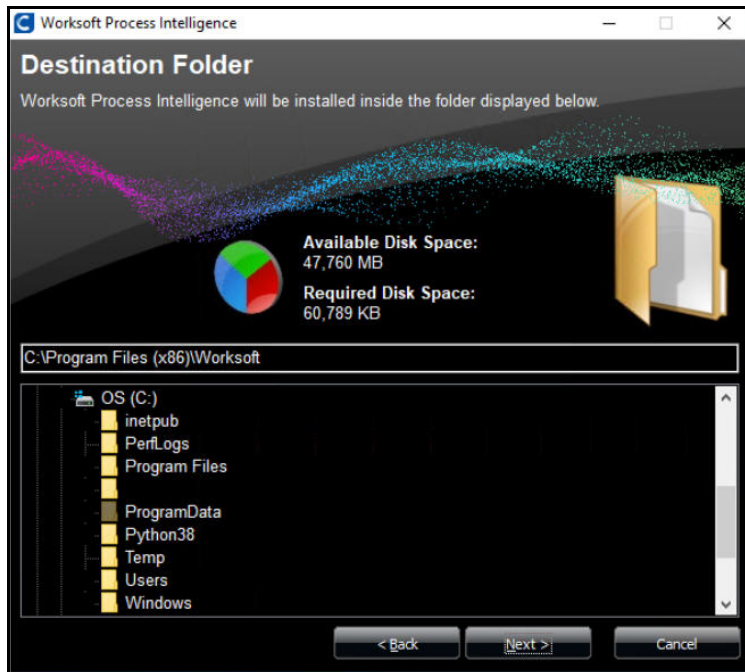 Worksoft Process Intelligence
Destination Folder
Worksoft Process Intelligence will be installed inside the folder displayed below.
Available Disk Space:
47,760 MB
Required Disk Space:
60,789 KB
C:\Program Files (x86)\Worksoft
OS (C:)
inetpub
PerfLogs
Program Files
ProgramData
Python38
Temp
Users
Windows
< Back
Next >
Cancel